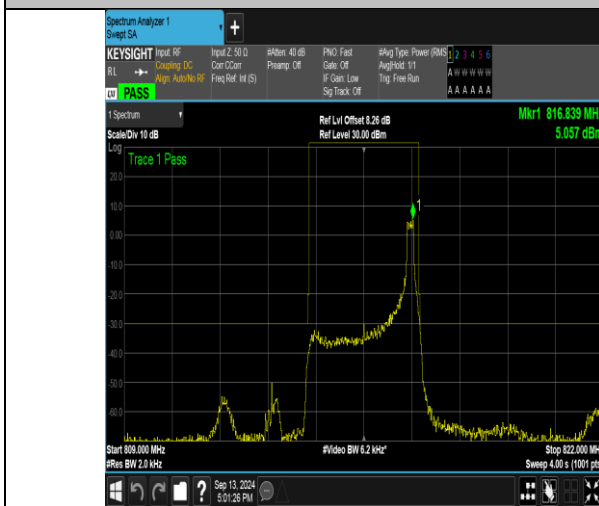 Spectrum Analyzer 1
Swept SA
+
KEYSIGHT Input: RF Input Z: 50 Ω #Atten: 40 dB PNO: Fast #Avg Type: Power (RMS 1 2 3 4 5 6
RL Coupling: DC Corr CCorr Preamp: Off Gate: Off Avg|Hold: 1/1 A W W W W W
Align: Auto/No RF Freq Ref: Int (S) IF Gain: Low Trig: Free Run
LXI PASS Sig Track: Off A A A A A A
1 Spectrum Ref Lvl Offset 8.26 dB Mkr1 816.839 MH
Scale/Div 10 dB Ref Level 30.00 dBm 5.057 dBm
Log
Trace 1 Pass
20.0
10.0
1
0.00
-10.0
-20.0
-30.0
-40.0
-50.0
-60.0
Start 809.000 MHz #Video BW 6.2 kHz* Stop 822.000 MH
#Res BW 2.0 kHz Sweep 4.00 s (1001 pts
? Sep 13, 2024
5:01:26 PM